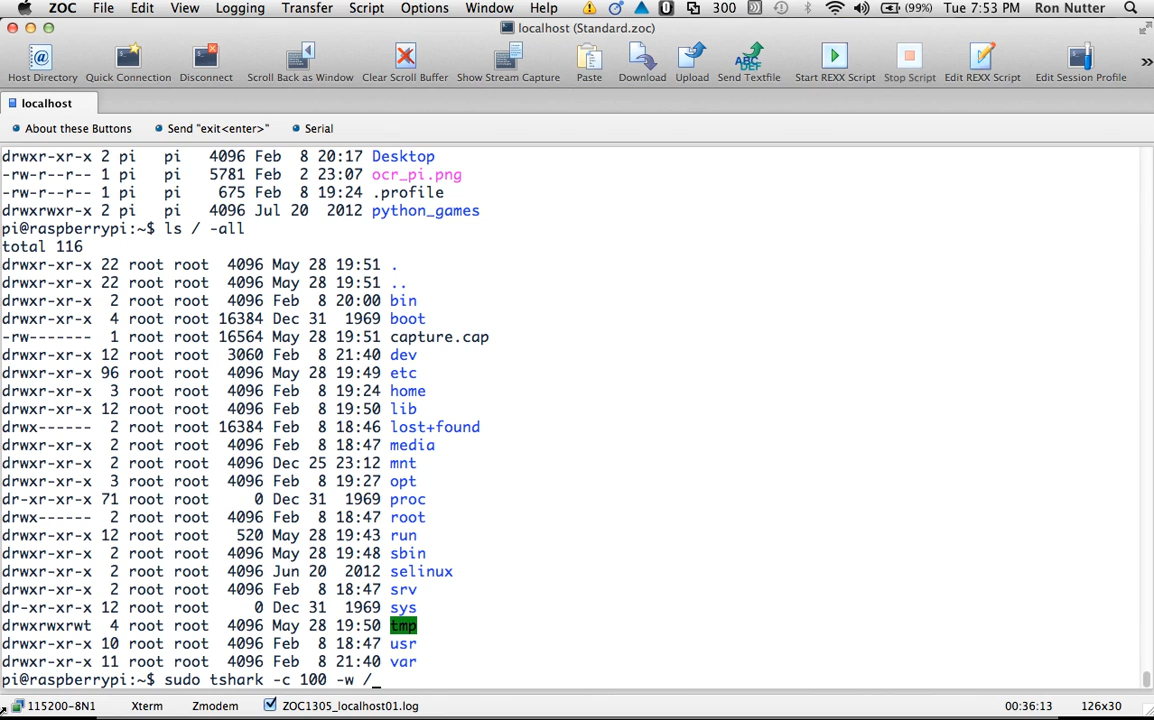 ZOC File Edit View Logging Transfer Script Options Window Help 300 (99%) Tue 7:53 PM Ron Nutter
localhost (Standard.zoc)
Host Directory Quick Connection Disconnect Scroll Back as Window Clear Scroll Buffer Show Stream Capture Paste Download Upload Send Textfile Start REXX Script Stop Script Edit REXX Script Edit Session Profile
localhost
About these Buttons Send "exit<enter>" Serial
drwxr-xr-x 2 pi pi 4096 Feb 8 20:17 Desktop
-rw-r--r-- 1 pi pi 5781 Feb 2 23:07 ocr_pi.png
-rw-r--r-- 1 pi pi 675 Feb 8 19:24 .profile
drwxrwxr-x 2 pi pi 4096 Jul 20 2012 python_games
pi@raspberrypi:~$ ls / -all
total 116
drwxr-xr-x 22 root root 4096 May 28 19:51 .
drwxr-xr-x 22 root root 4096 May 28 19:51 ..
drwxr-xr-x 2 root root 4096 Feb 8 20:00 bin
drwxr-xr-x 4 root root 16384 Dec 31 1969 boot
-rw------- 1 root root 16564 May 28 19:51 capture.cap
drwxr-xr-x 12 root root 3060 Feb 8 21:40 dev
drwxr-xr-x 96 root root 4096 May 28 19:49 etc
drwxr-xr-x 3 root root 4096 Feb 8 19:24 home
drwxr-xr-x 12 root root 4096 Feb 8 19:50 lib
drwx------ 2 root root 16384 Feb 8 18:46 lost+found
drwxr-xr-x 2 root root 4096 Feb 8 18:47 media
drwxr-xr-x 2 root root 4096 Dec 25 23:12 mnt
drwxr-xr-x 3 root root 4096 Feb 8 19:27 opt
dr-xr-xr-x 71 root root 0 Dec 31 1969 proc
drwx------ 2 root root 4096 Feb 8 18:47 root
drwxr-xr-x 12 root root 520 May 28 19:43 run
drwxr-xr-x 2 root root 4096 May 28 19:48 sbin
drwxr-xr-x 2 root root 4096 Jun 20 2012 selinux
drwxr-xr-x 2 root root 4096 Feb 8 18:47 srv
dr-xr-xr-x 12 root root 0 Dec 31 1969 sys
drwxrwxrwt 4 root root 4096 May 28 19:50 tmp
drwxr-xr-x 10 root root 4096 Feb 8 18:47 usr
drwxr-xr-x 11 root root 4096 Feb 8 21:40 var
pi@raspberrypi:~$ sudo tshark -c 100 -w /_
115200-8N1 Xterm Zmodem ZOC1305_localhost01.log 00:36:13 126x30